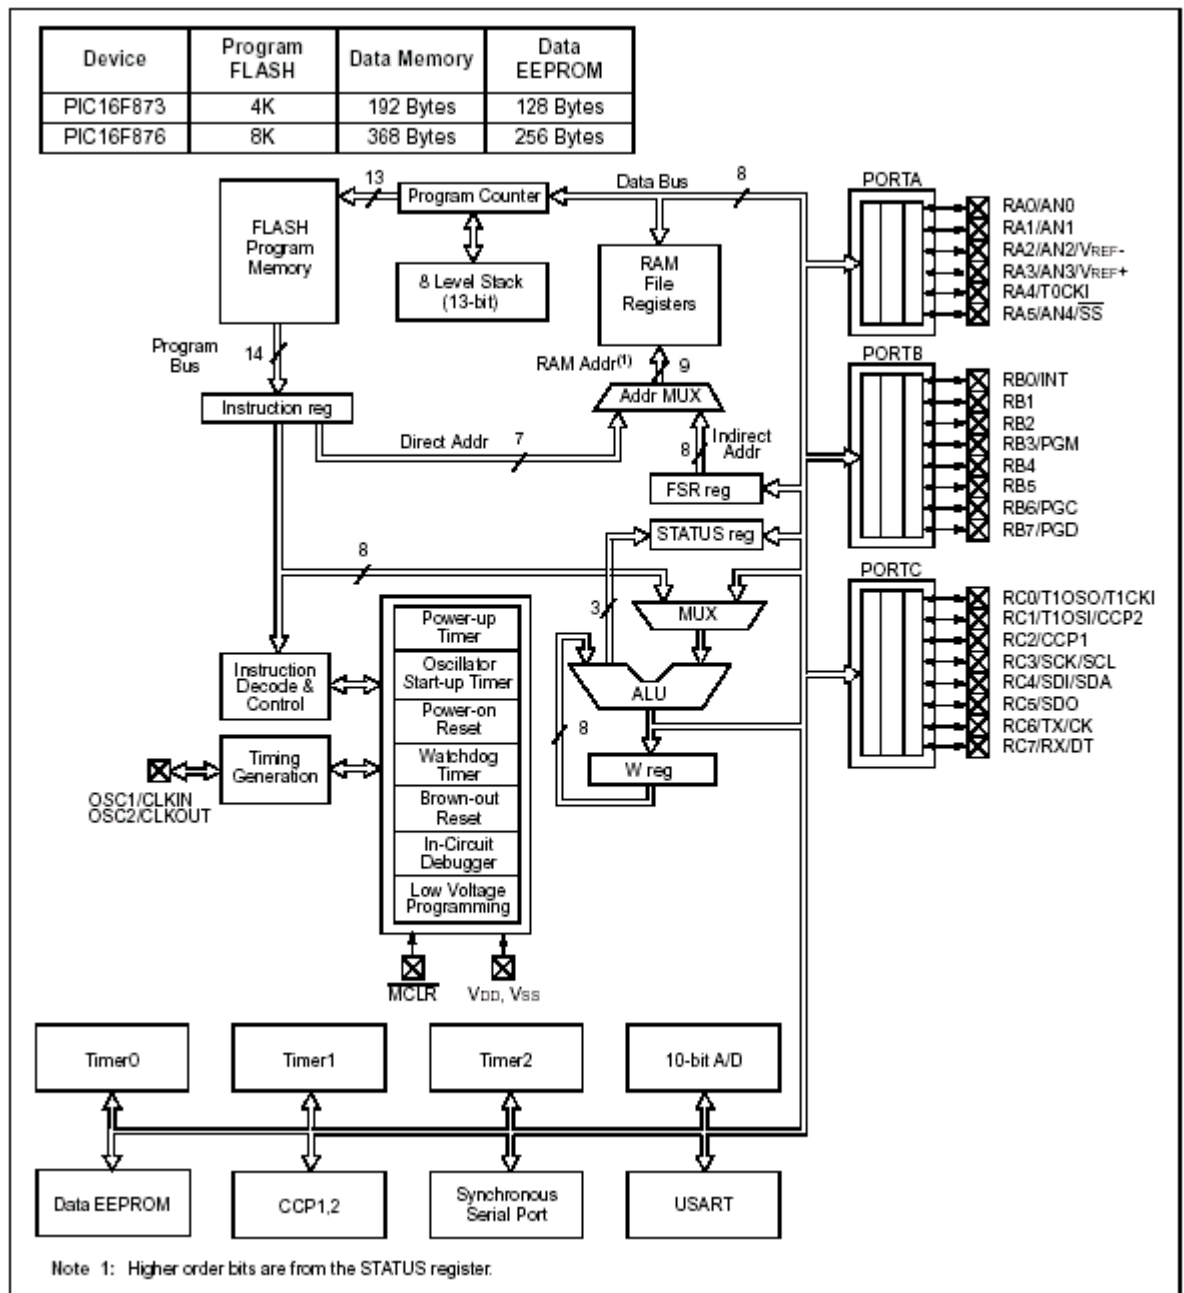 Device Program FLASH Data Memory Data EEPROM
PIC16F873 4K 192 Bytes 128 Bytes
PIC16F876 8K 368 Bytes 256 Bytes
13
Program Counter
Data Bus
8
FLASH
Program
Memory
8 Level Stack
(13-bit)
RAM
File
Registers
Program
Bus
14
RAM Addr(1)
9
Addr MUX
Instruction reg
Direct Addr
7
8
Indirect
Addr
FSR reg
STATUS reg
8
3
MUX
ALU
8
W reg
Power-up
Timer
Oscillator
Start-up Timer
Power-on
Reset
Watchdog
Timer
Brown-out
Reset
In-Circuit
Debugger
Low Voltage
Programming
Instruction
Decode &
Control
Timing
Generation
OSC1/CLKIN
OSC2/CLKOUT
MCLR
VDD, VSS
PORTA
RA0/AN0
RA1/AN1
RA2/AN2/VREF-
RA3/AN3/VREF+
RA4/T0CKI
RA5/AN4/SS
PORTB
RB0/INT
RB1
RB2
RB3/PGM
RB4
RB5
RB6/PGC
RB7/PGD
PORTC
RC0/T1OSO/T1CKI
RC1/T1OSI/CCP2
RC2/CCP1
RC3/SCK/SCL
RC4/SDI/SDA
RC5/SDO
RC6/TX/CK
RC7/RX/DT
Timer0
Timer1
Timer2
10-bit A/D
Data EEPROM
CCP1,2
Synchronous
Serial Port
USART
Note 1: Higher order bits are from the STATUS register.